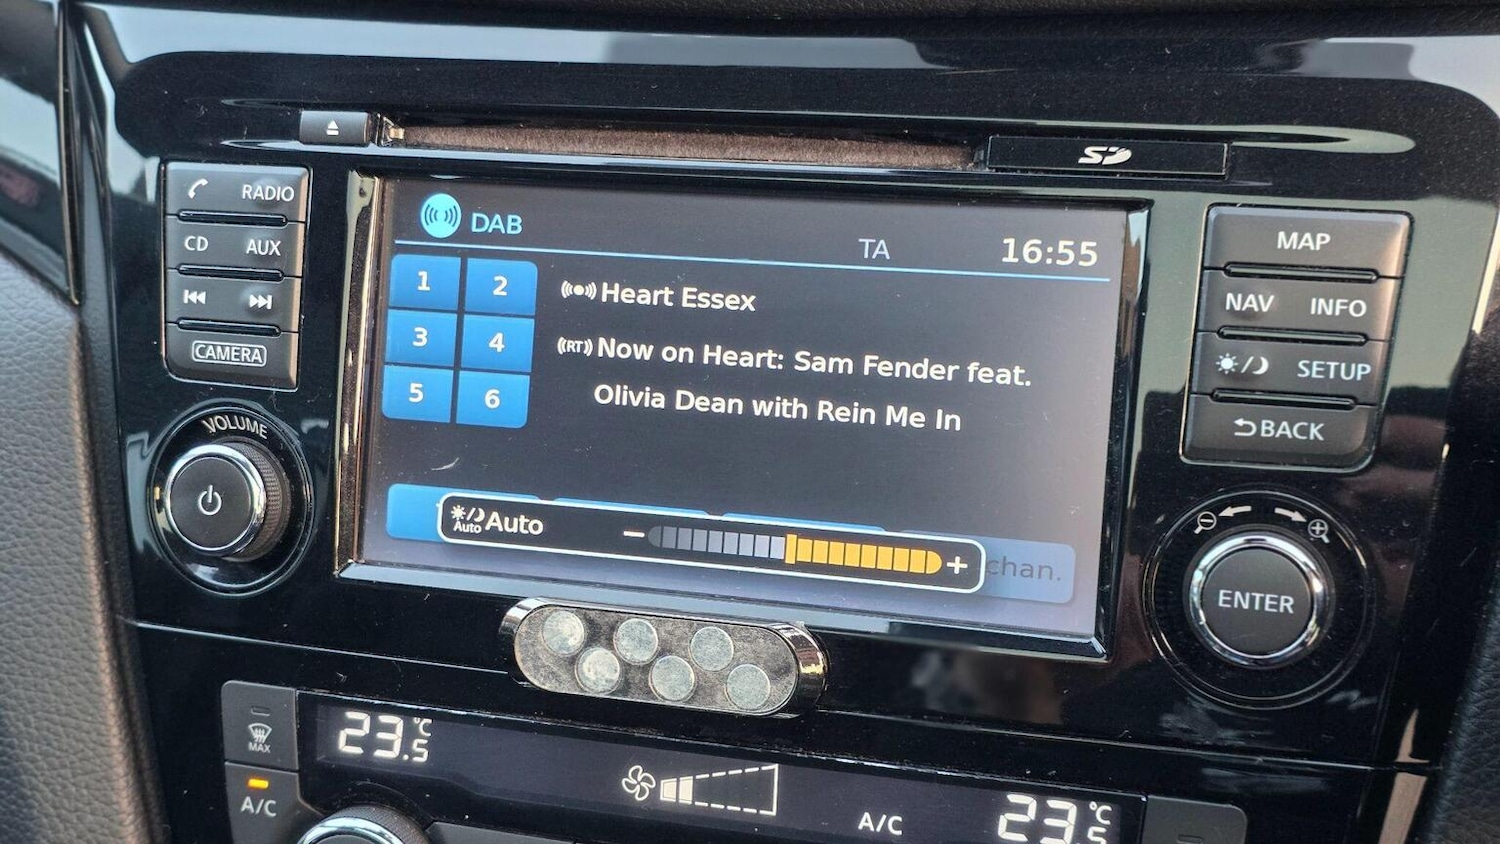 SD
RADIO
CD AUX
CAMERA
VOLUME
DAB
TA 16:55
1 2
3 4
5 6
Heart Essex
(RT) Now on Heart: Sam Fender feat.
Olivia Dean with Rein Me In
Auto Auto − +
chan.
MAP
NAV INFO
SETUP
BACK
ENTER
MAX
A/C
23.5 °C
A/C
23.5 °C